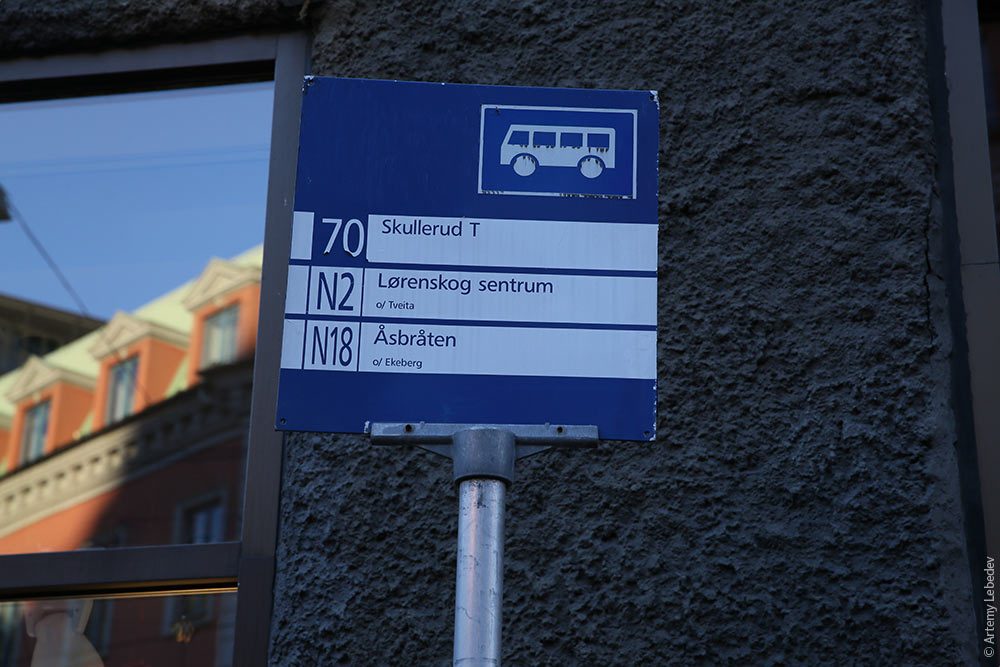 70 Skullerud T
N2 Lørenskog sentrum
o/ Tveita
N18 Åsbråten
o/ Ekeberg
© Artemy Lebedev